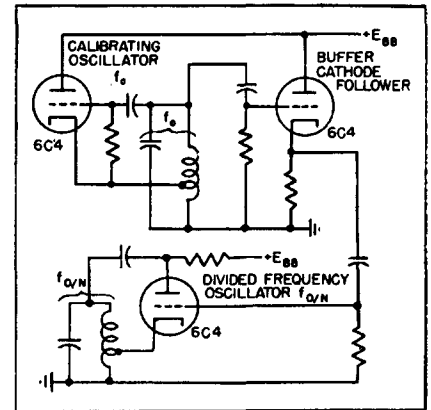 CALIBRATING
OSCILLATOR
fo
fo
6C4
+EBB
BUFFER
CATHODE
FOLLOWER
6C4
fO/N
+EBB
DIVIDED FREQUENCY
OSCILLATOR fO/N
6C4